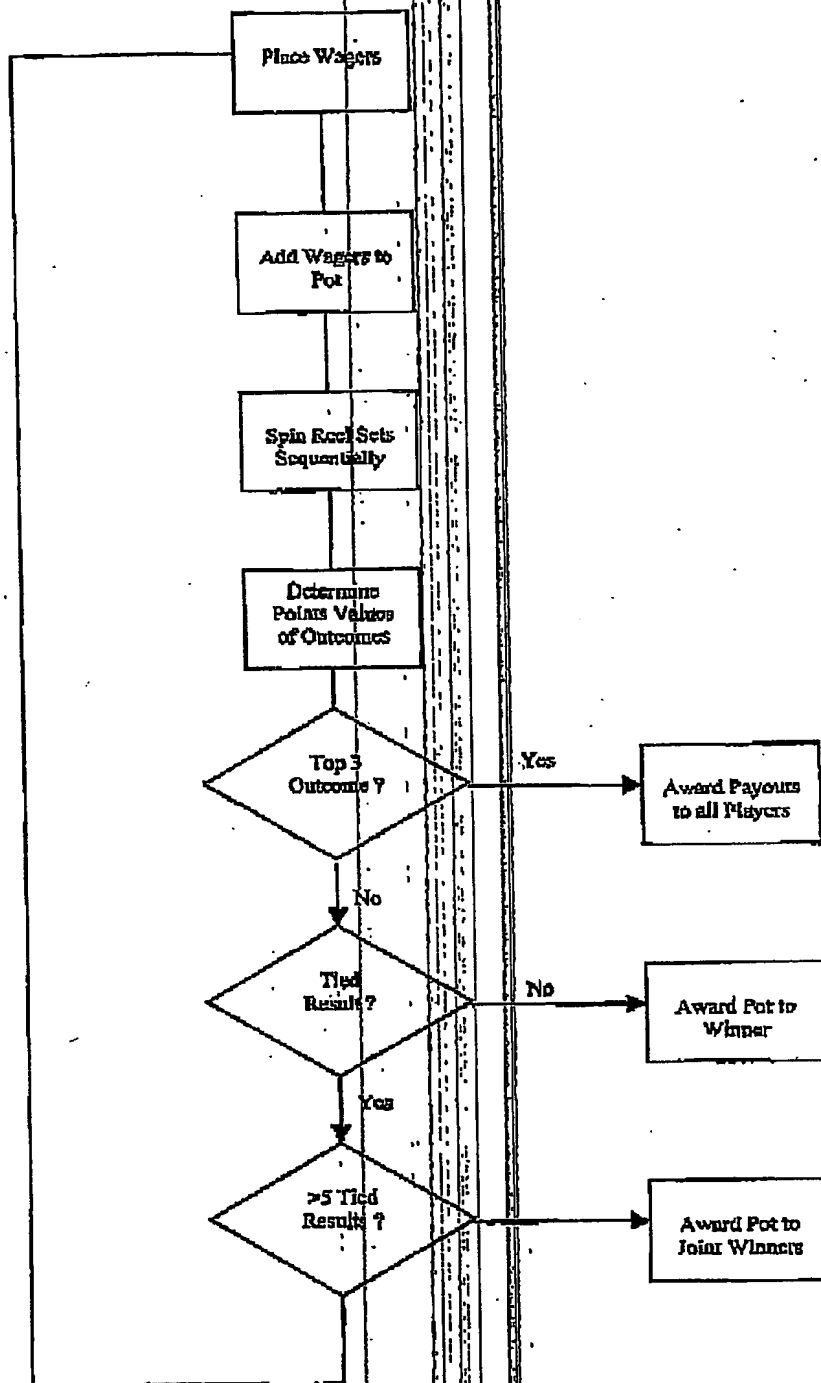 Place Wagers
Add Wagers to
Pot
Spin Reel Sets
Sequentially
Determine
Points Values
of Outcomes
Top 3
Outcome ?
Yes
Award Payouts
to all Players
No
Tied
Result ?
No
Award Pot to
Winner
Yes
>5 Tied
Results ?
Award Pot to
Joint Winners